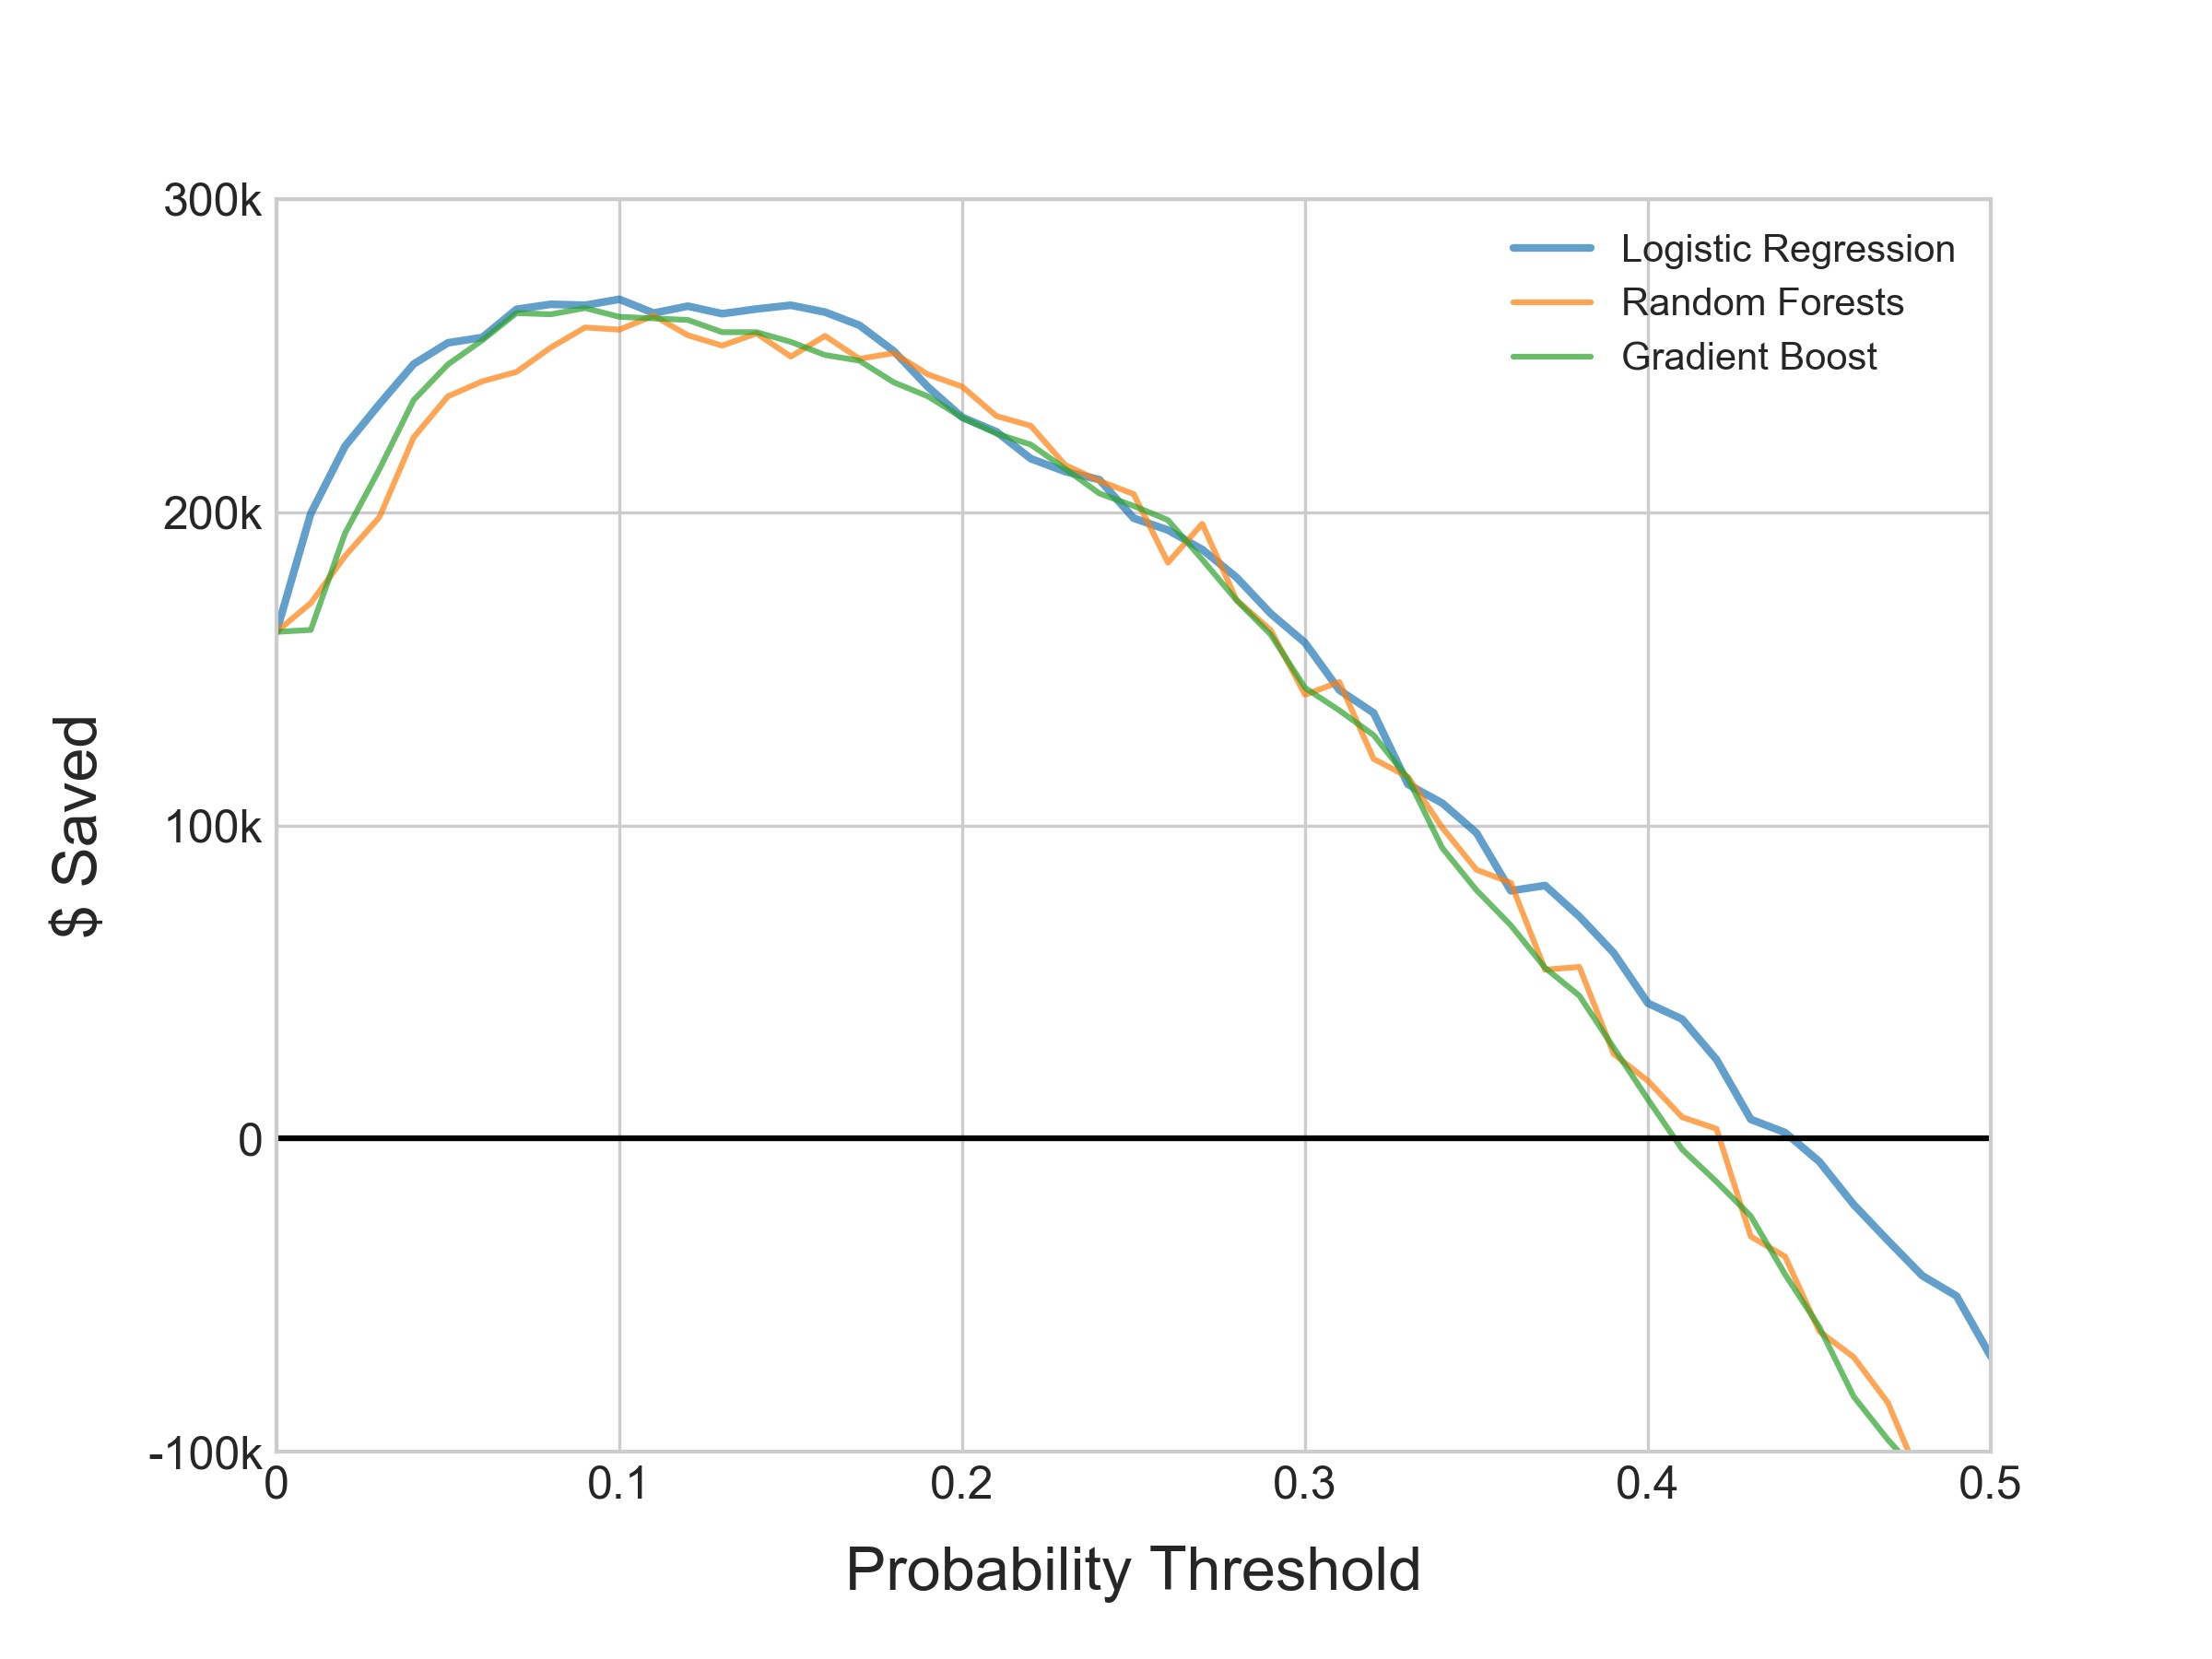 300k
200k
100k
0
-100k
$ Saved
Logistic Regression
Random Forests
Gradient Boost
0
0.1
0.2
0.3
0.4
0.5
Probability Threshold